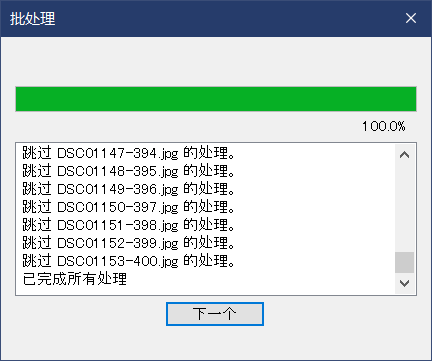 批处理
100.0%
跳过 DSC01147-394.jpg 的处理。
跳过 DSC01148-395.jpg 的处理。
跳过 DSC01149-396.jpg 的处理。
跳过 DSC01150-397.jpg 的处理。
跳过 DSC01151-398.jpg 的处理。
跳过 DSC01152-399.jpg 的处理。
跳过 DSC01153-400.jpg 的处理。
已完成所有处理
下一个